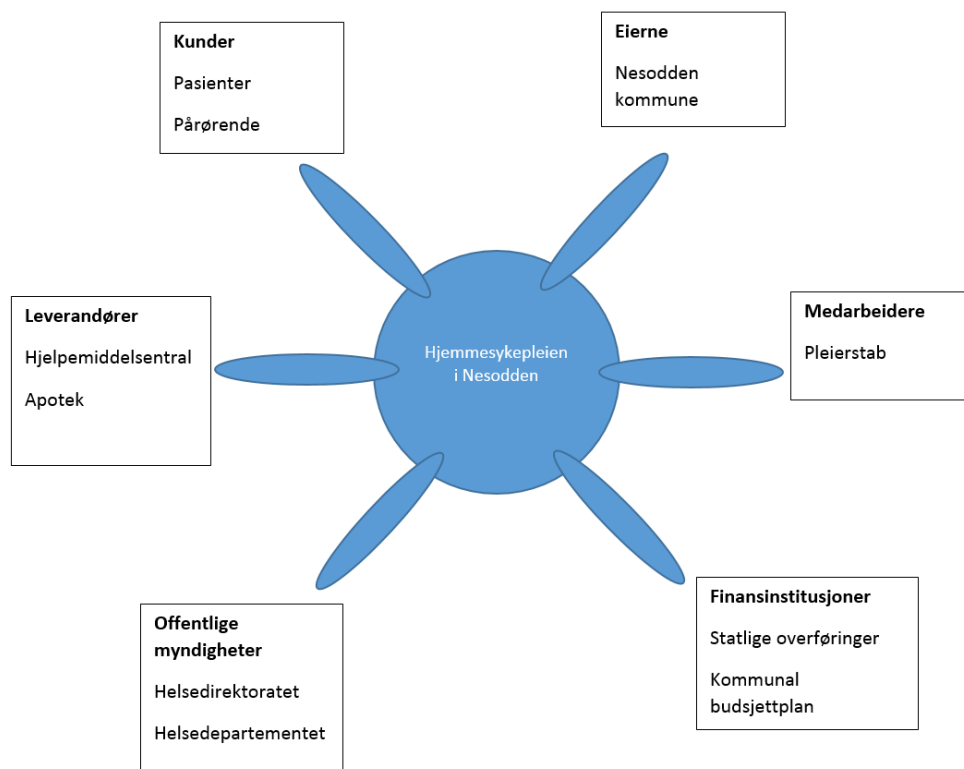 Kunder
Pasienter
Pårørende
Eierne
Nesodden
kommune
Leverandører
Hjelpemiddelsentral
Apotek
Hjemmesykepleien
i Nesodden
Medarbeidere
Pleierstab
Offentlige
myndigheter
Helsedirektoratet
Helsedepartementet
Finansinstitusjoner
Statlige overføringer
Kommunal
budsjettplan